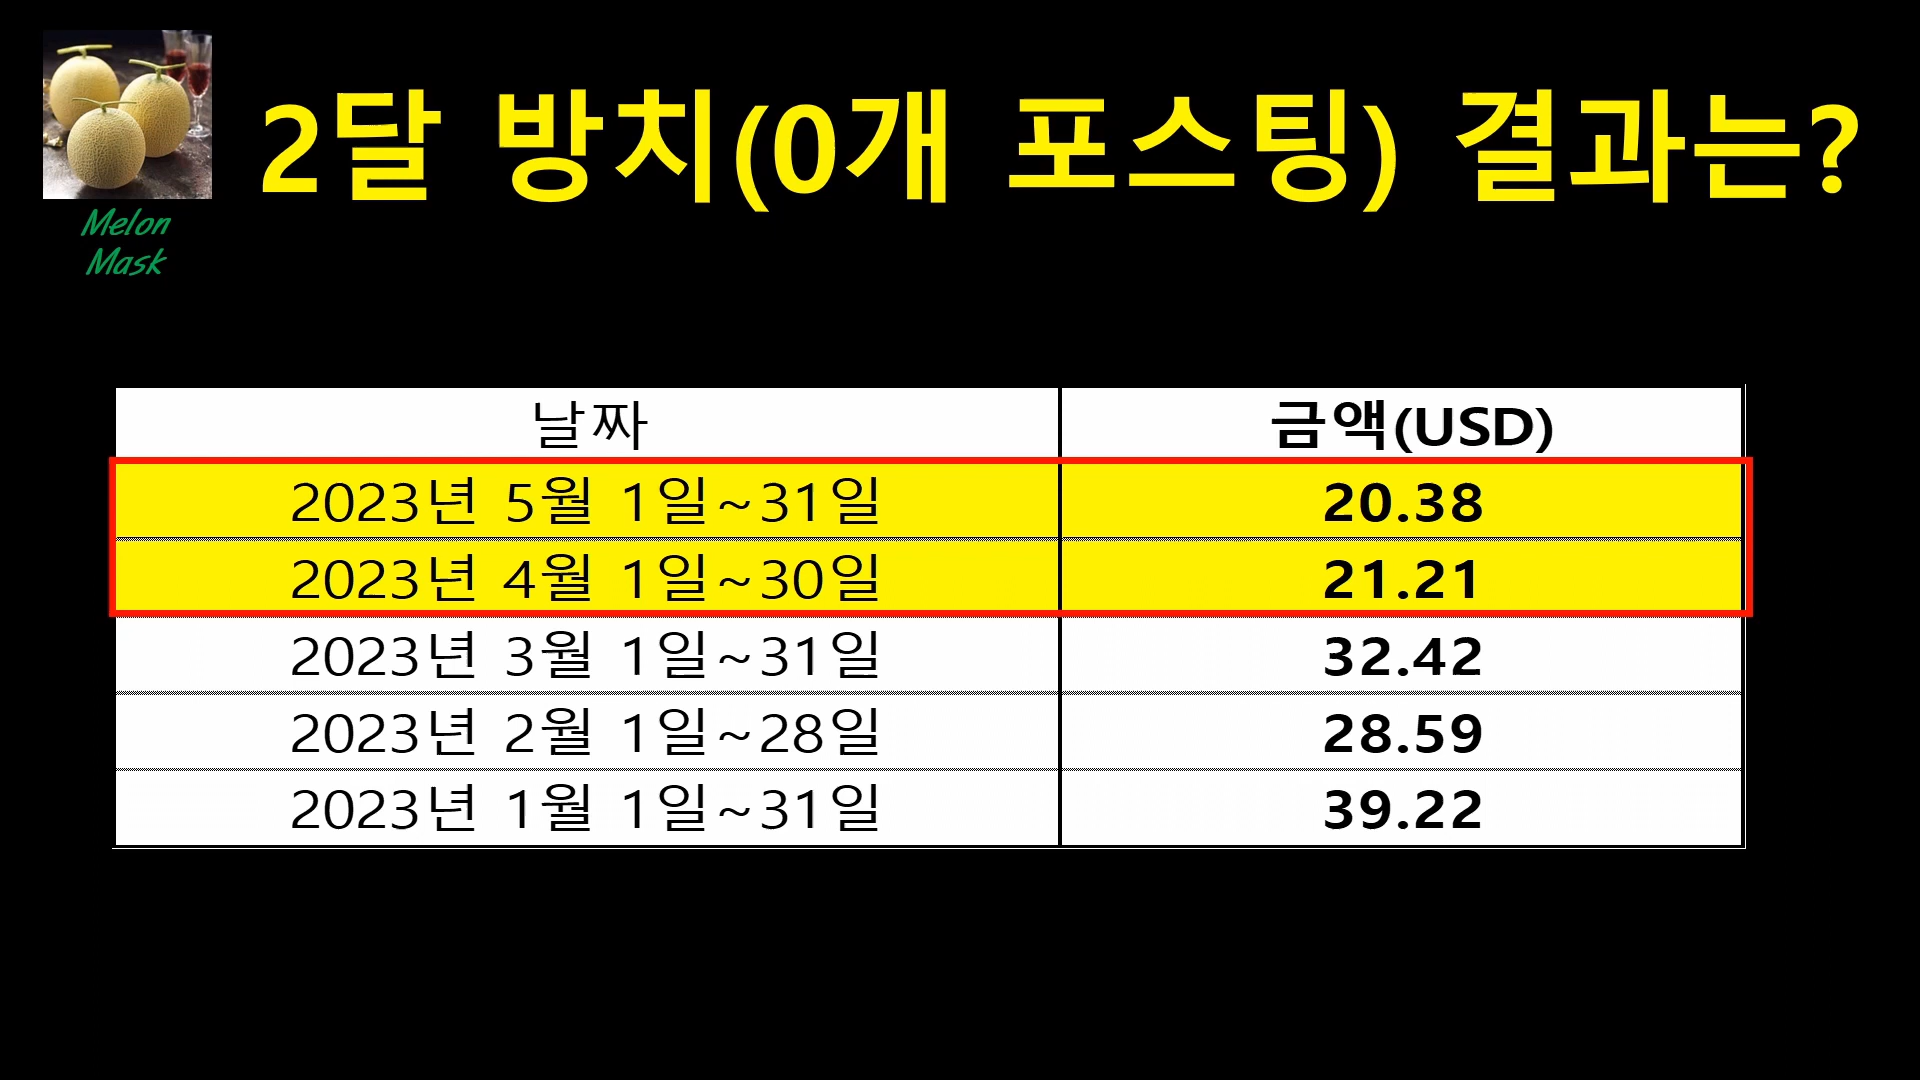 2달 방치(0개 포스팅) 결과는?
Melon
Mask
날짜 금액(USD)
2023년 5월 1일~31일 20.38
2023년 4월 1일~30일 21.21
2023년 3월 1일~31일 32.42
2023년 2월 1일~28일 28.59
2023년 1월 1일~31일 39.22